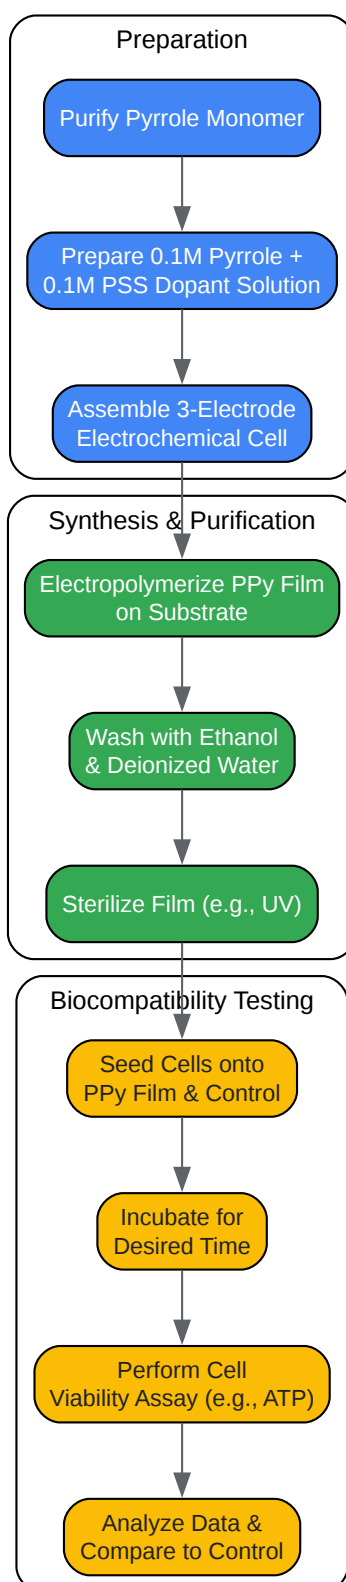 Preparation
Purify Pyrrole Monomer
Prepare 0.1M Pyrrole +
0.1M PSS Dopant Solution
Assemble 3-Electrode
Electrochemical Cell
Synthesis & Purification
Electropolymerize PPy Film
on Substrate
Wash with Ethanol
& Deionized Water
Sterilize Film (e.g., UV)
Biocompatibility Testing
Seed Cells onto
PPy Film & Control
Incubate for
Desired Time
Perform Cell
Viability Assay (e.g., ATP)
Analyze Data &
Compare to Control